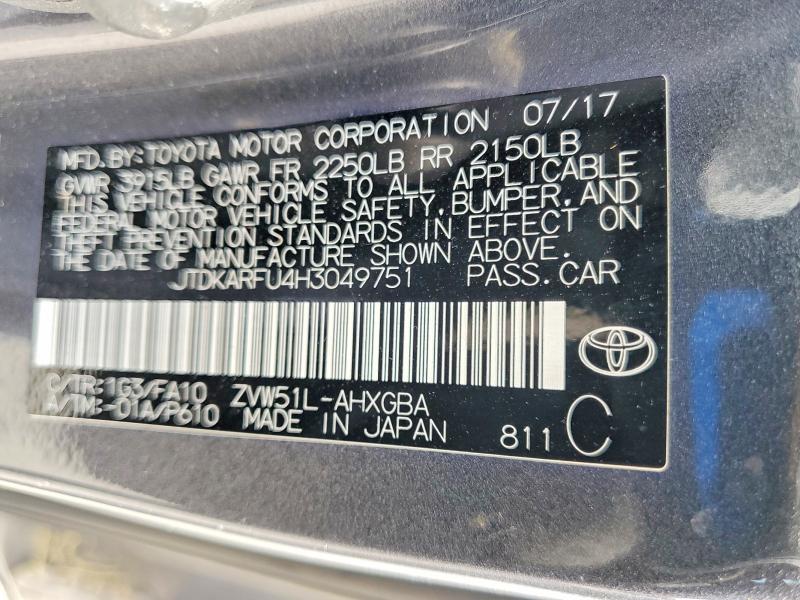 MFD.BY:TOYOTA MOTOR CORPORATION 07/17
GVWR 3915LB GAWR FR 2250LB RR 2150LB
THIS VEHICLE CONFORMS TO ALL APPLICABLE
FEDERAL MOTOR VEHICLE SAFETY,BUMPER,AND
THEFT PREVENTION STANDARDS IN EFFECT ON
THE DATE OF MANUFACTURE SHOWN ABOVE.
JTDKARFU4H3049751 PASS.CAR
C/TR:1G3/FA10 ZVW51L-AHXGBA
A/TM:-01A/P610 MADE IN JAPAN 811 C